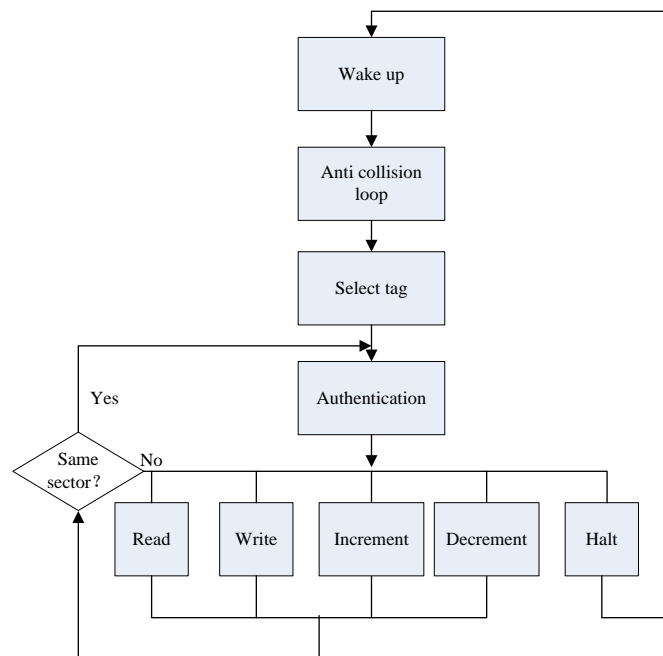 Wake up
Anti collision
loop
Select tag
Authentication
Yes
Same
sector？
No
Read
Write
Increment
Decrement
Halt